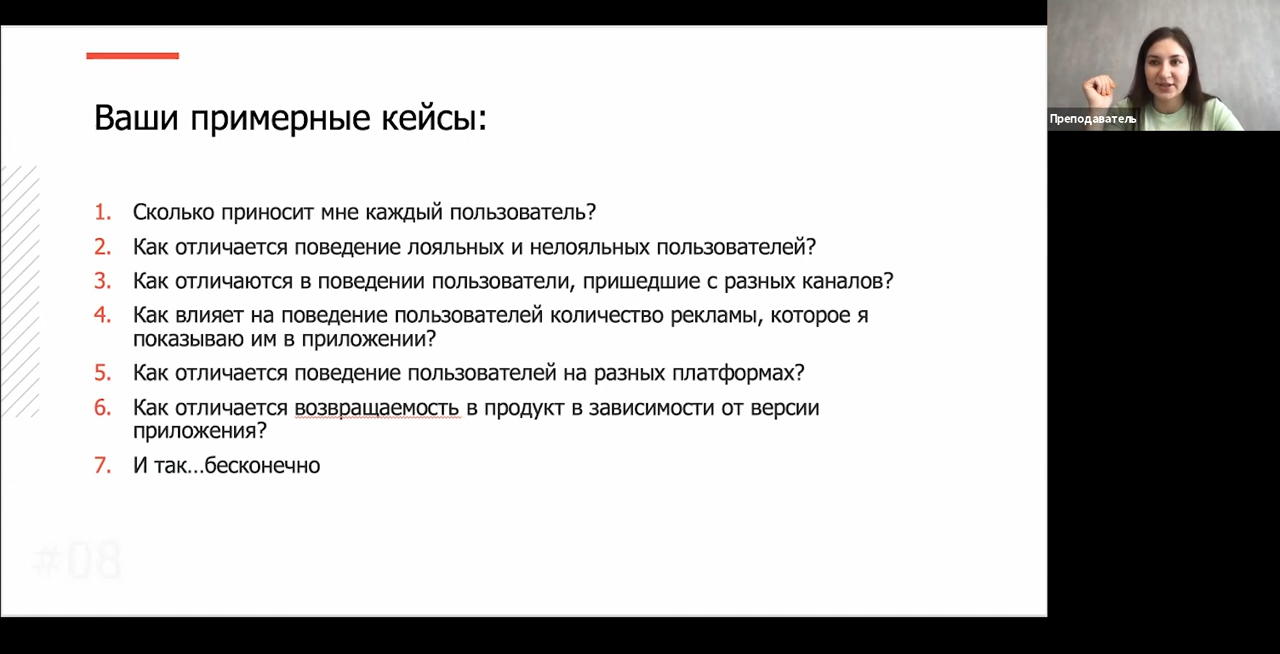 Ваши примерные кейсы:
1. Сколько приносит мне каждый пользователь?
2. Как отличается поведение лояльных и нелояльных пользователей?
3. Как отличаются в поведении пользователи, пришедшие с разных каналов?
4. Как влияет на поведение пользователей количество рекламы, которое я
показываю им в приложении?
5. Как отличается поведение пользователей на разных платформах?
6. Как отличается возвращаемость в продукт в зависимости от версии
приложения?
7. И так...бесконечно
#08
Преподаватель